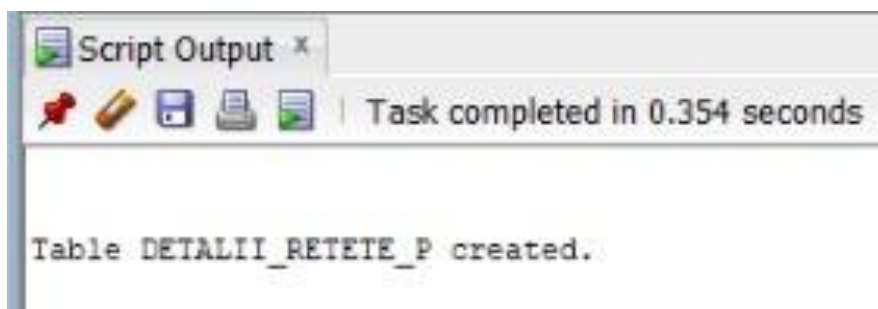 Script Output ×
Task completed in 0.354 seconds
Table DETALII_RETETE_P created.